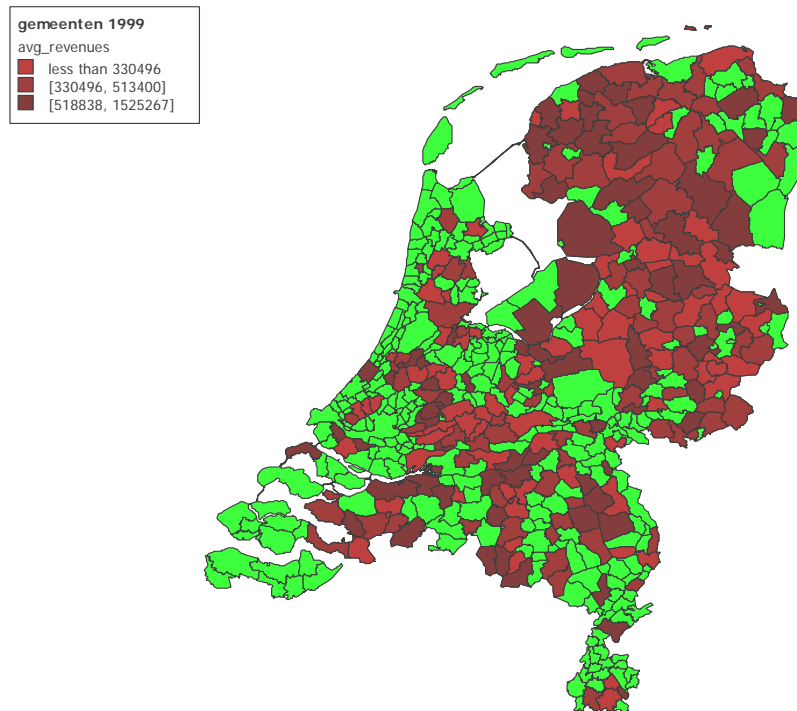 gemeenten 1999
avg_revenues
less than 330496
[330496, 513400]
[518838, 1525267]